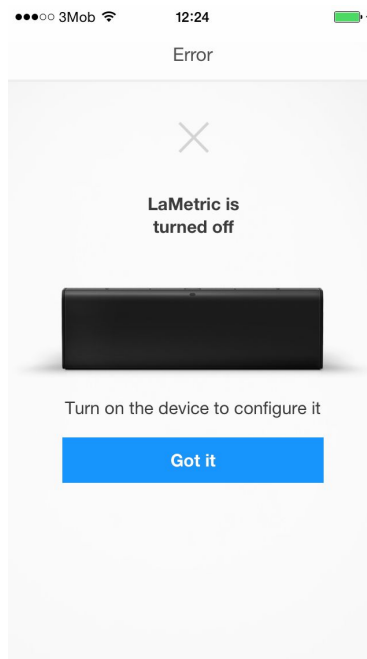 3Mob 12:24
Error
LaMetric is
turned off
Turn on the device to configure it
Got it